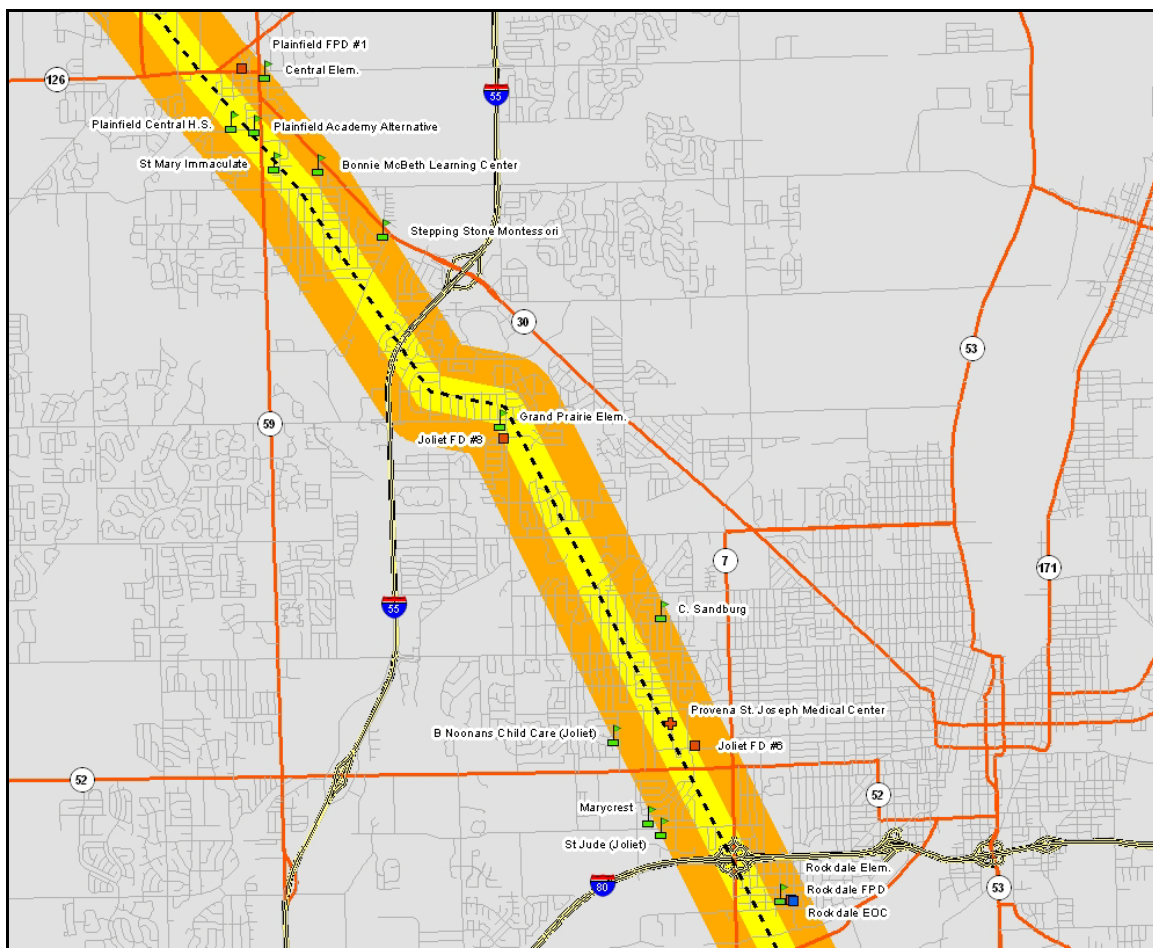 Plainfield FPD #1
Central Elem.
126
55
Plainfield Central H.S.
Plainfield Academy Alternative
St Mary Immaculate
Bonnie McBeth Learning Center
Stepping Stone Montessori
30
53
59
Grand Prairie Elem.
Joliet FD #8
7
171
55
C. Sandburg
Provena St. Joseph Medical Center
B Noonans Child Care (Joliet)
Joliet FD #6
52
52
Marycrest
St Jude (Joliet)
Rockdale Elem.
80
Rockdale FPD
53
Rockdale EOC